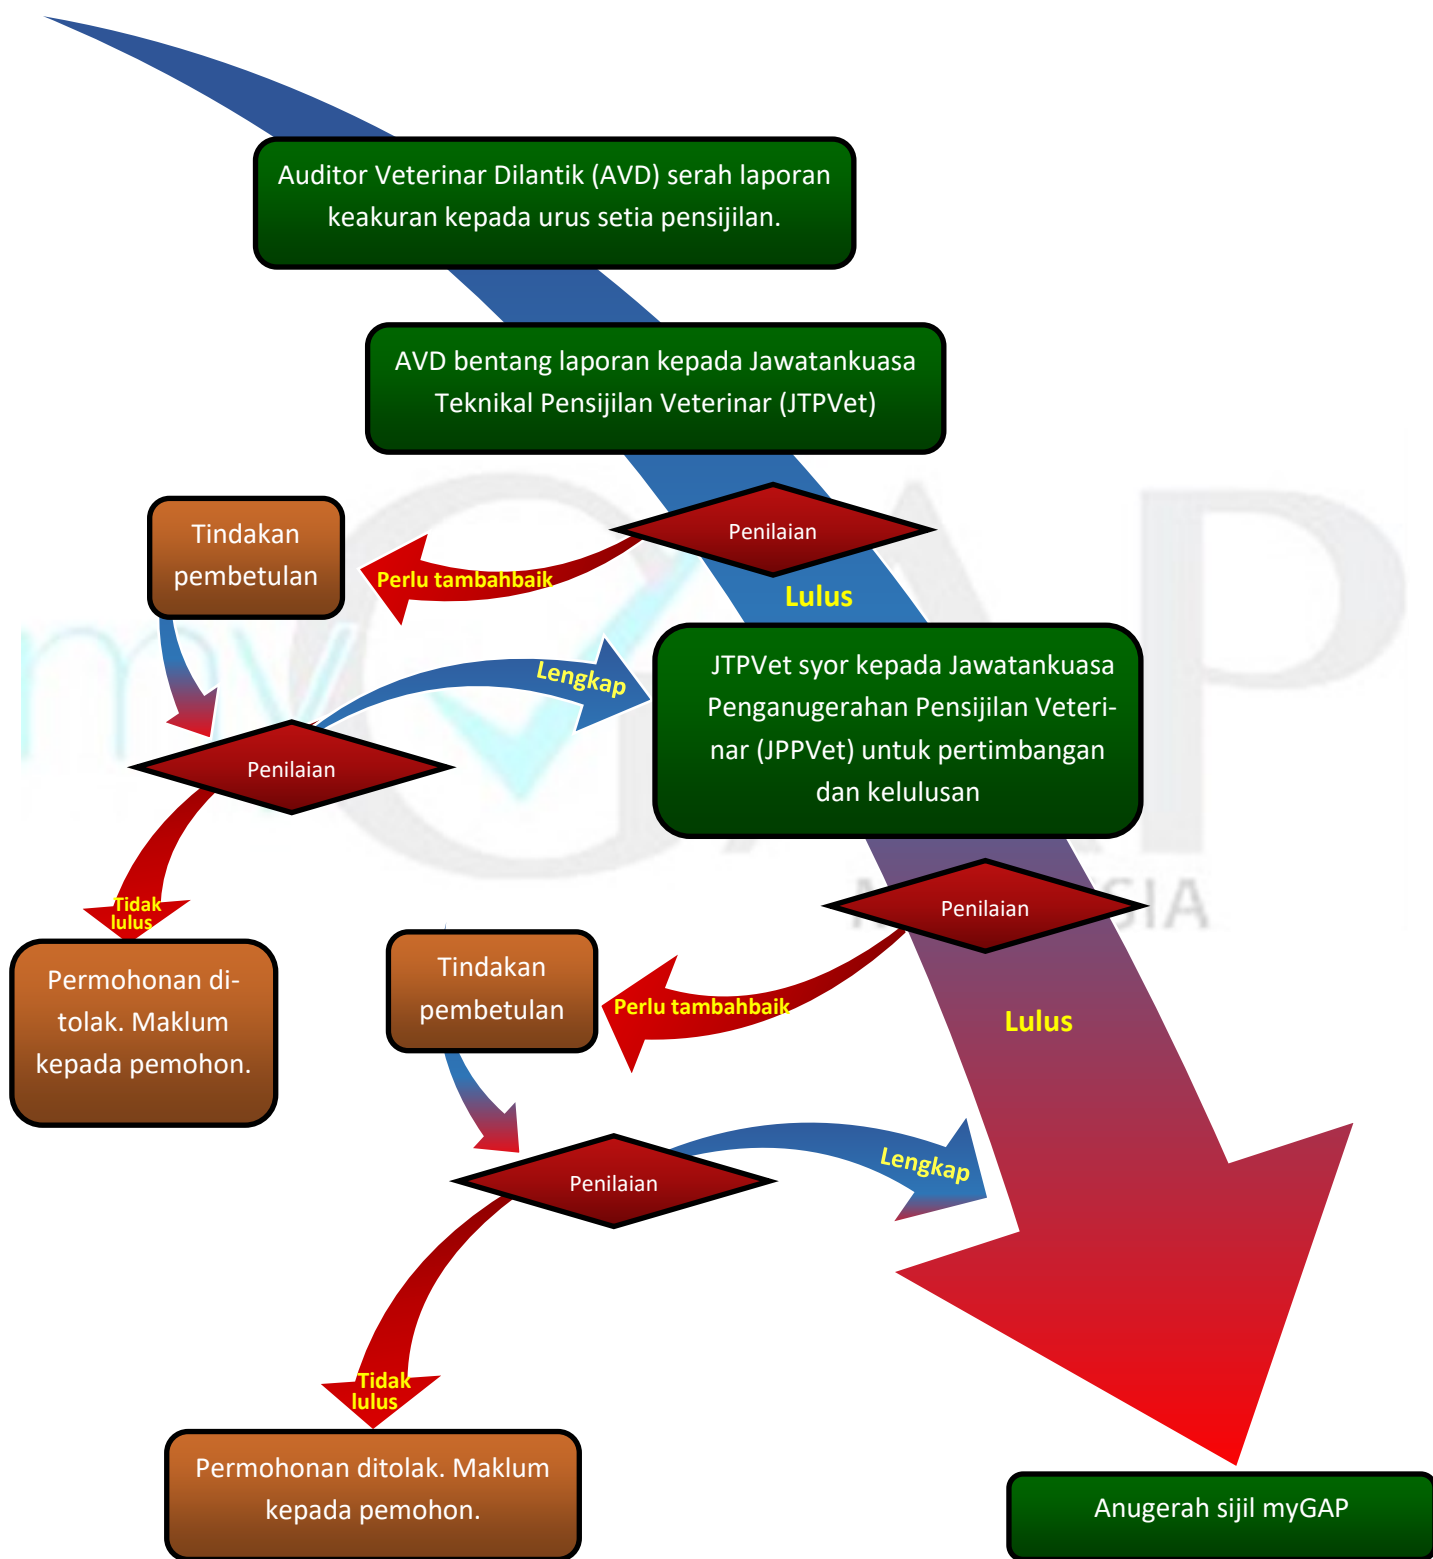 Auditor Veterinar Dilantik (AVD) serah laporan
keakuran kepada urus setia pensijilan.
AVD bentang laporan kepada Jawatankuasa
Teknikal Pensijilan Veterinar (JTPVet)
Penilaian
Tindakan
pembetulan
Perlu tambahbaik
Lulus
Lengkap
JTPVet syor kepada Jawatankuasa
Penganugerahan Pensijilan Veteri-
nar (JPPVet) untuk pertimbangan
dan kelulusan
Penilaian
Tidak
lulus
Permohonan di-
tolak. Maklum
kepada pemohon.
Penilaian
Tindakan
pembetulan
Perlu tambahbaik
Lulus
Lengkap
Penilaian
Tidak
lulus
Permohonan ditolak. Maklum
kepada pemohon.
Anugerah sijil myGAP
myGAP